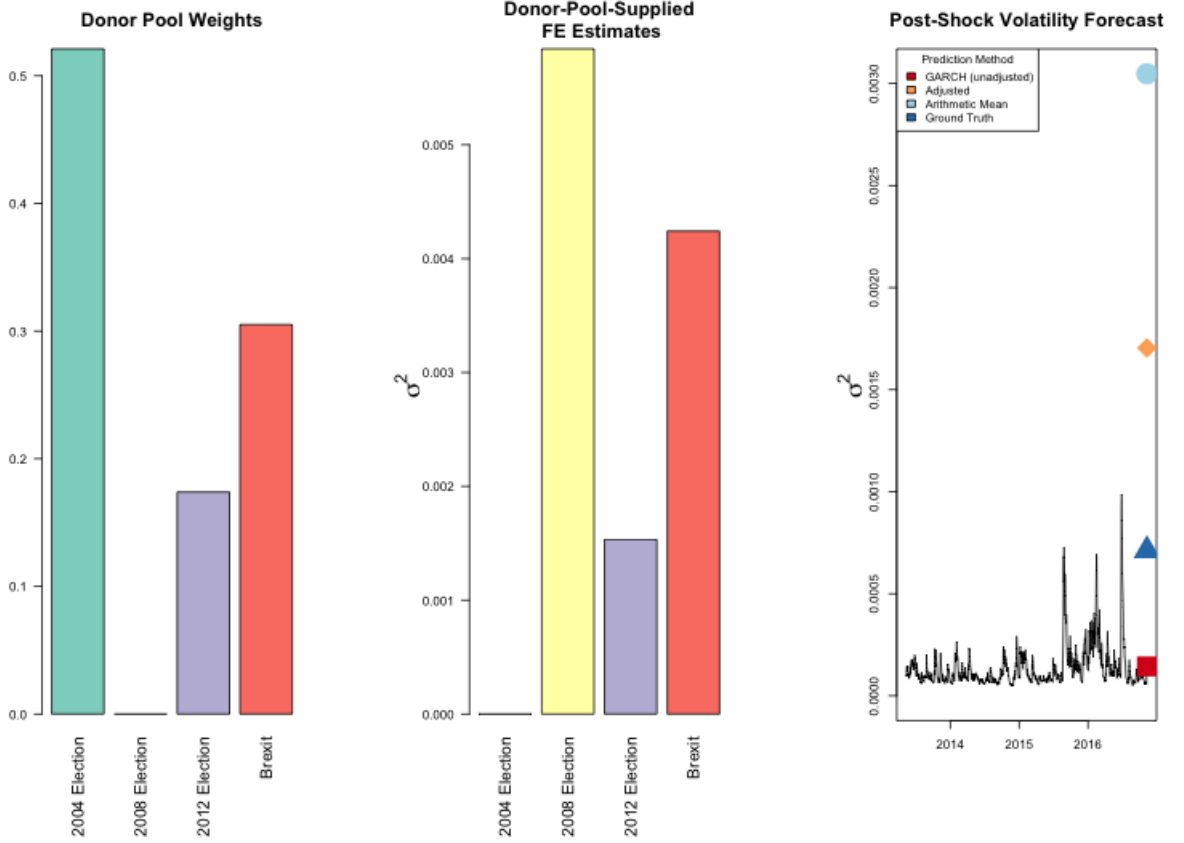 Donor Pool Weights
0.5
0.4
0.3
0.2
0.1
0.0
2004 Election
2008 Election
2012 Election
Brexit
Donor-Pool-Supplied
FE Estimates
σ²
0.005
0.004
0.003
0.002
0.001
0.000
2004 Election
2008 Election
2012 Election
Brexit
Post-Shock Volatility Forecast
Prediction Method
GARCH (unadjusted)
Adjusted
Arithmetic Mean
Ground Truth
σ²
0.0030
0.0025
0.0020
0.0015
0.0010
0.0005
0.0000
2014
2015
2016